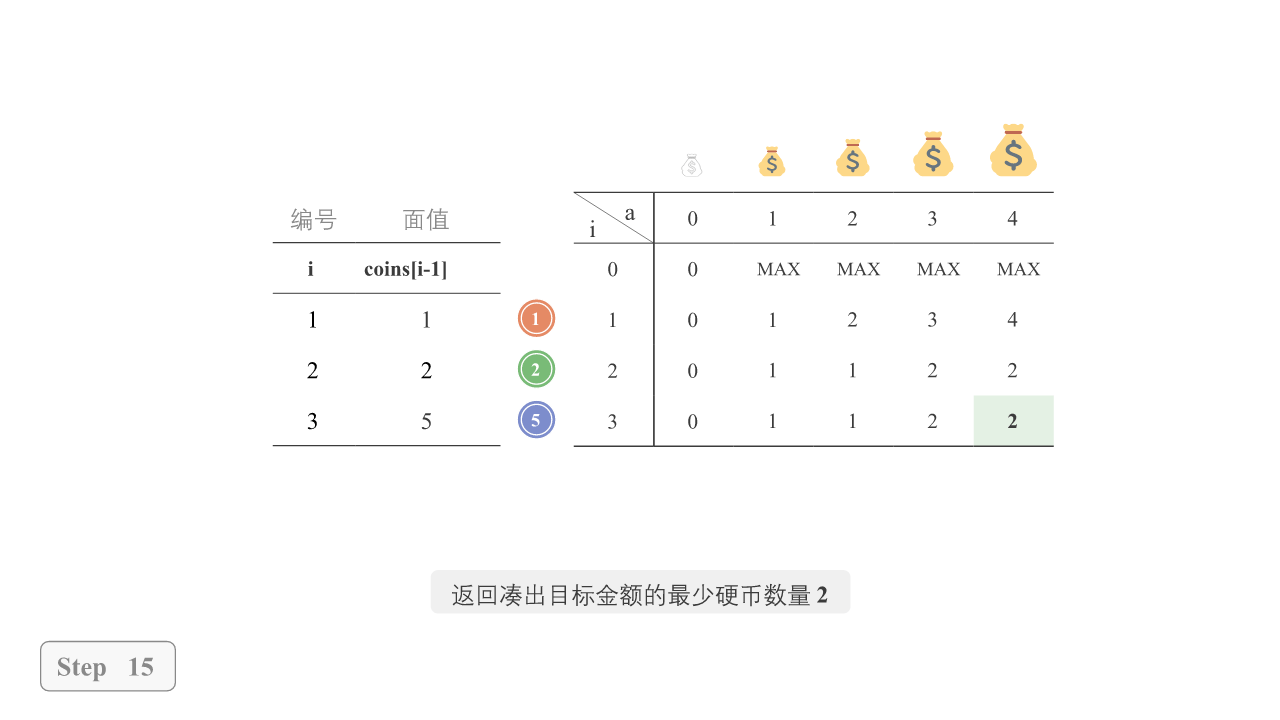 编号 面值
i coins[i-1]
1 1
2 2
3 5
1
2
5
$ $ $ $ $
i a 0 1 2 3 4
0 0 MAX MAX MAX MAX
1 0 1 2 3 4
2 0 1 1 2 2
3 0 1 1 2 2
返回凑出目标金额的最少硬币数量 2
Step 15